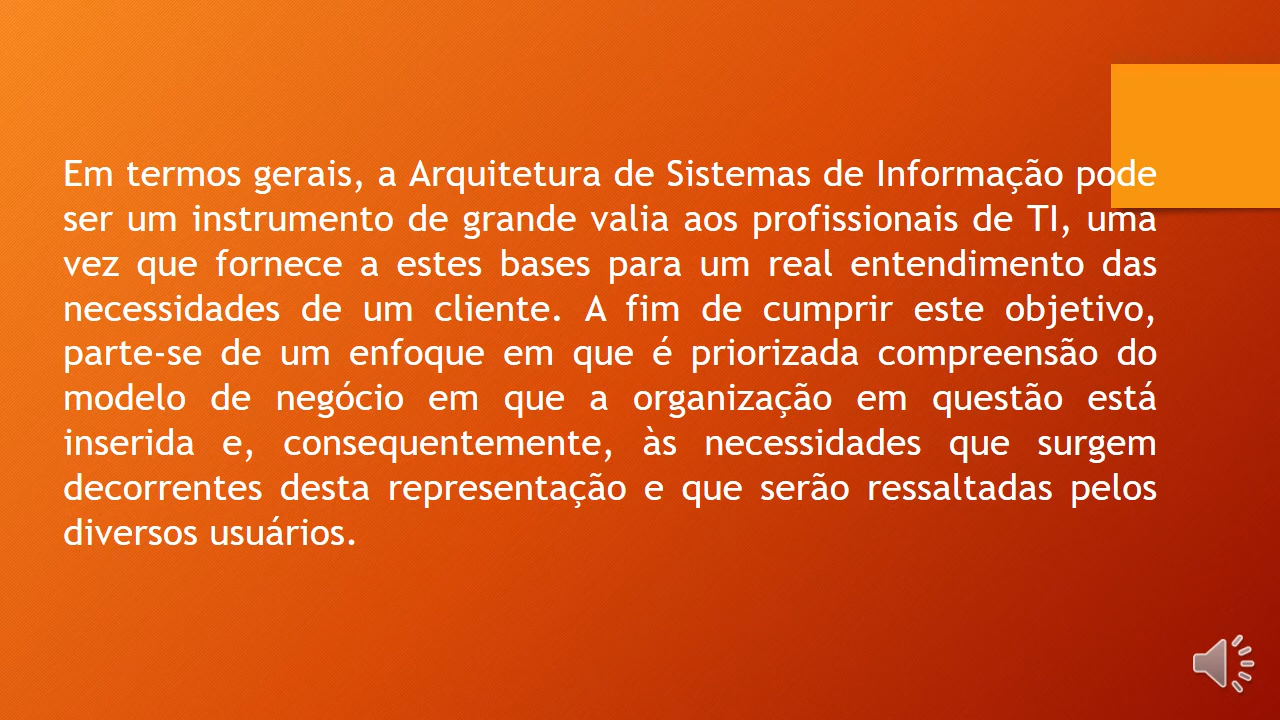 Em termos gerais, a Arquitetura de Sistemas de Informação pode
ser um instrumento de grande valia aos profissionais de TI, uma
vez que fornece a estes bases para um real entendimento das
necessidades de um cliente. A fim de cumprir este objetivo,
parte-se de um enfoque em que é priorizada compreensão do
modelo de negócio em que a organização em questão está
inserida e, consequentemente, às necessidades que surgem
decorrentes desta representação e que serão ressaltadas pelos
diversos usuários.